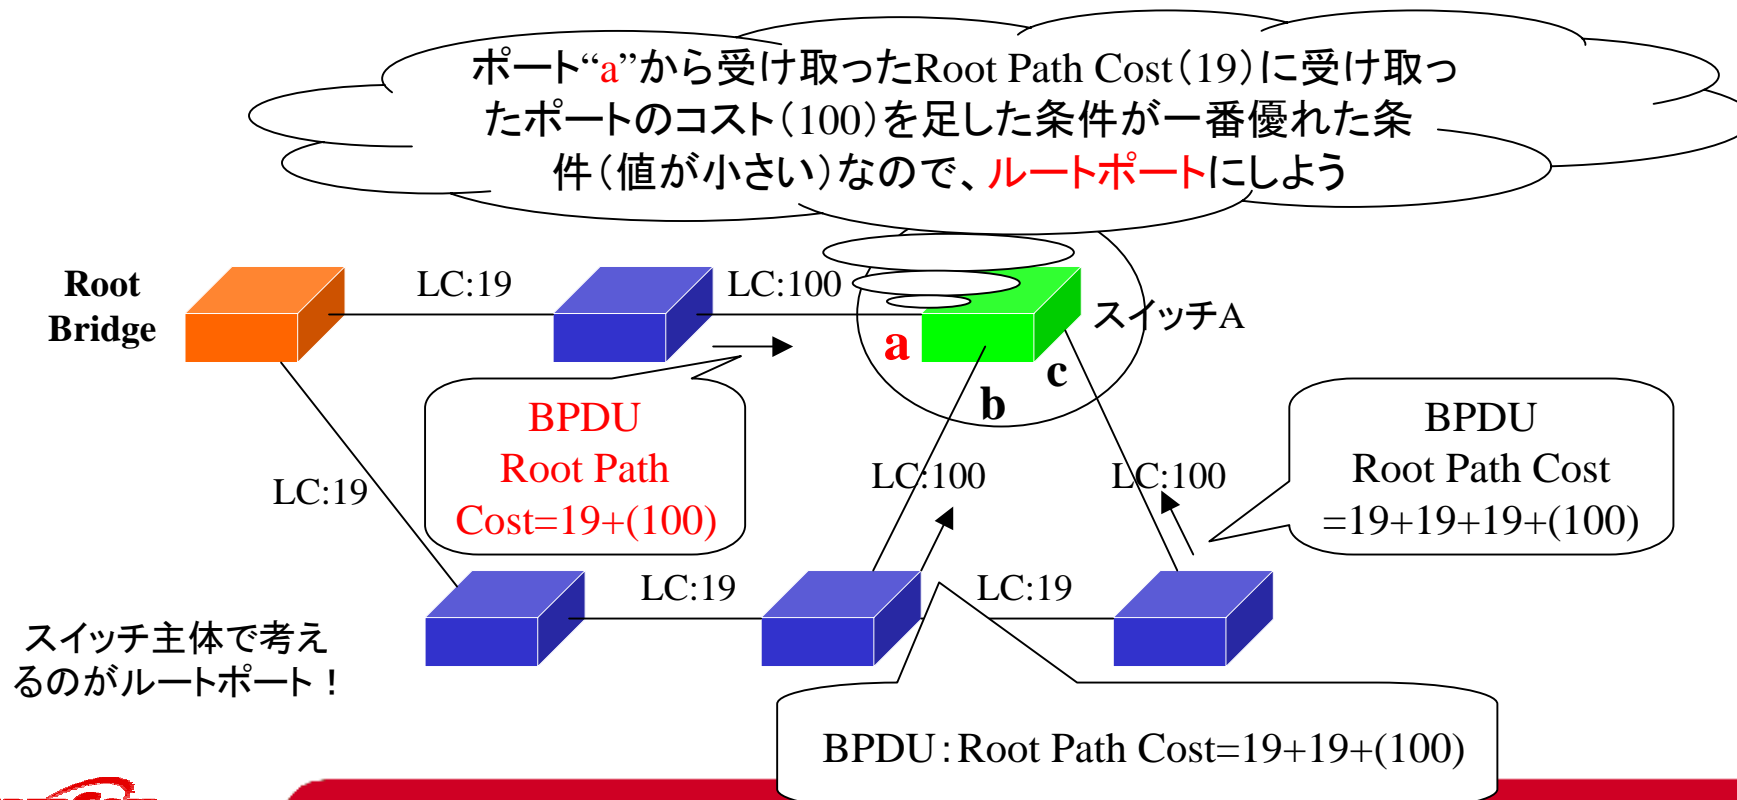 ポート“a”から受け取ったRoot Path Cost（19）に受け取っ
たポートのコスト（100）を足した条件が一番優れた条
件（値が小さい）なので、ルートポートにしよう
Root
Bridge
LC:19
LC:100
スイッチA
a
b
c
BPDU
Root Path
Cost=19+(100)
LC:19
LC:100
LC:100
BPDU
Root Path Cost
=19+19+19+(100)
LC:19
LC:19
スイッチ主体で考え
るのがルートポート！
BPDU：Root Path Cost=19+19+(100)